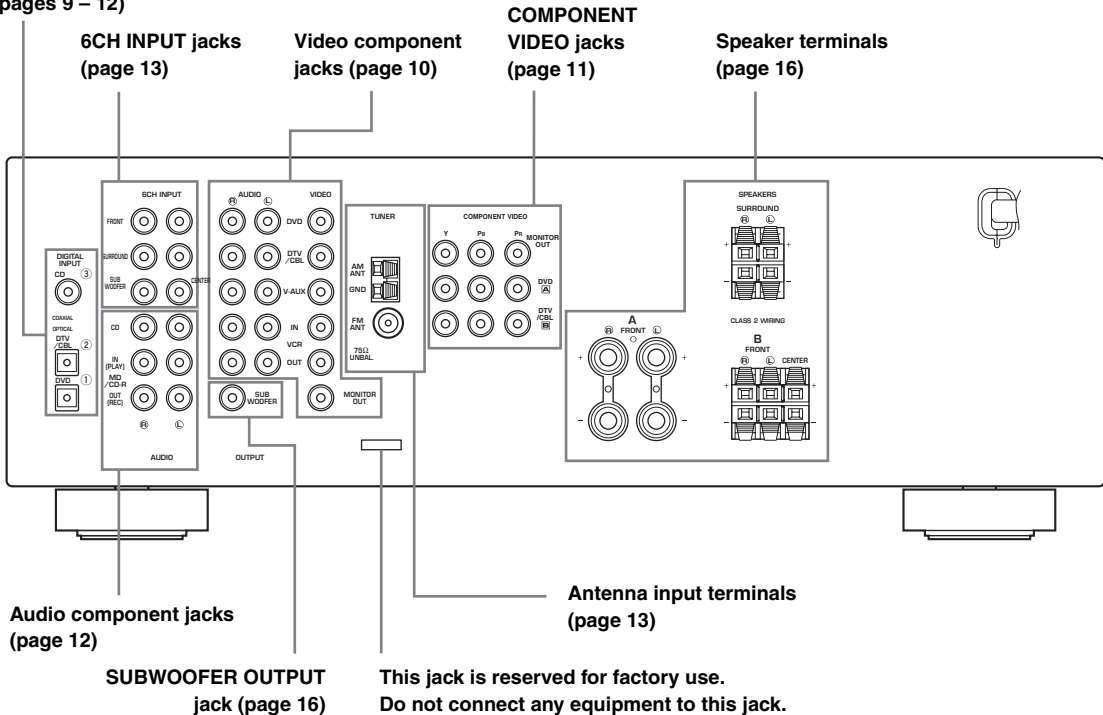 pages 9 – 12)
6CH INPUT jacks
(page 13)
Video component
jacks (page 10)
COMPONENT
VIDEO jacks
(page 11)
Speaker terminals
(page 16)
DIGITAL
INPUT
CD ③
COAXIAL
OPTICAL
DTV
/CBL ②
DVD ①
6CH INPUT
FRONT
SURROUND
SUB
WOOFER
CENTER
CD
IN
(PLAY)
MD
/CD-R
OUT
(REC)
R L
AUDIO
AUDIO
R L
VIDEO
DVD
DTV
/CBL
V-AUX
IN
VCR
OUT
SUB
WOOFER
MONITOR
OUT
OUTPUT
TUNER
AM
ANT
GND
FM
ANT
75Ω
UNBAL.
COMPONENT VIDEO
Y PB PR
MONITOR
OUT
DVD
A
DTV
/CBL
B
SPEAKERS
SURROUND
R L
+ +
– –
CLASS 2 WIRING
A
R FRONT L
+ +
– –
B
FRONT
R L CENTER
+ +
– –
Audio component jacks
(page 12)
Antenna input terminals
(page 13)
SUBWOOFER OUTPUT
jack (page 16)
This jack is reserved for factory use.
Do not connect any equipment to this jack.